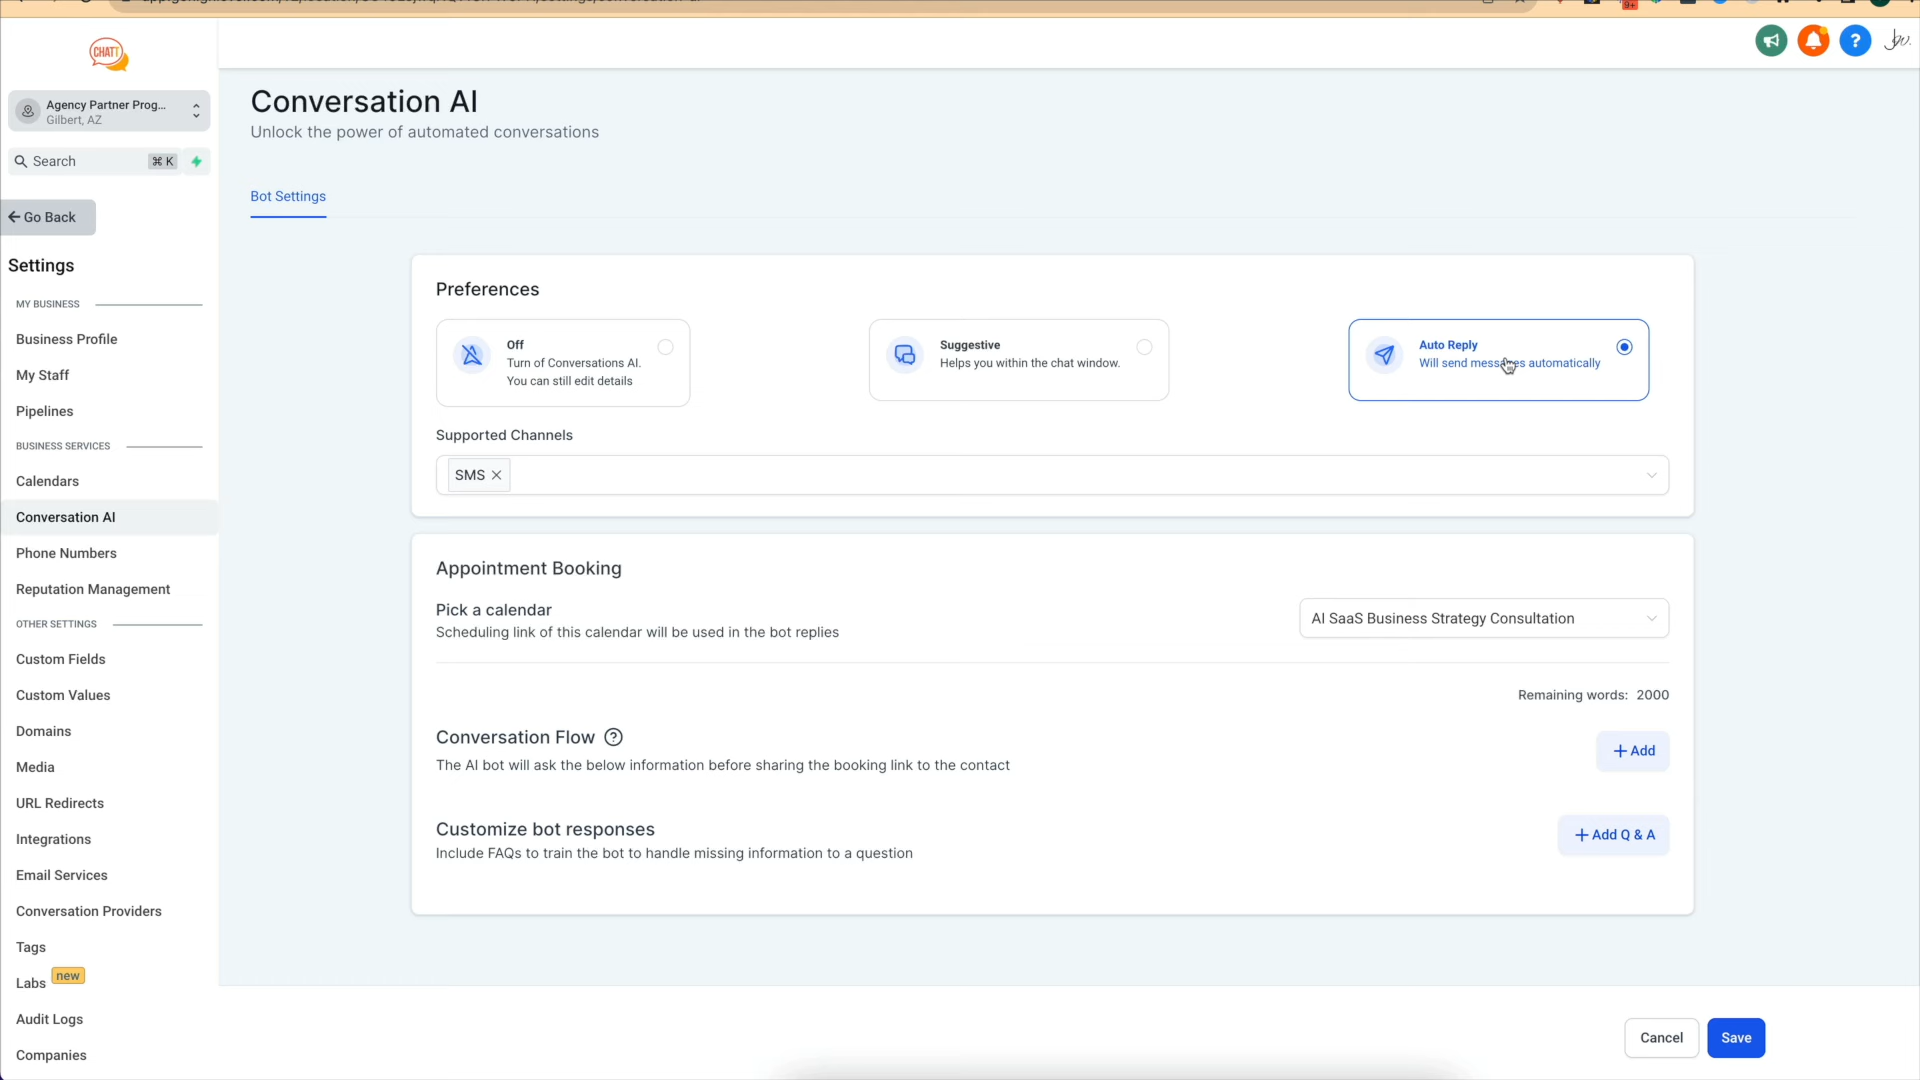 9+
CHATT
Agency Partner Prog...
Gilbert, AZ
Search
⌘ K
Go Back
Settings
MY BUSINESS
Business Profile
My Staff
Pipelines
BUSINESS SERVICES
Calendars
Conversation AI
Phone Numbers
Reputation Management
OTHER SETTINGS
Custom Fields
Custom Values
Domains
Media
URL Redirects
Integrations
Email Services
Conversation Providers
Tags
Labs new
Audit Logs
Companies
Conversation AI
Unlock the power of automated conversations
Bot Settings
Preferences
Off
Turn of Conversations AI.
You can still edit details
Suggestive
Helps you within the chat window.
Auto Reply
Will send messages automatically
Supported Channels
SMS
Appointment Booking
Pick a calendar
Scheduling link of this calendar will be used in the bot replies
AI SaaS Business Strategy Consultation
Remaining words: 2000
Conversation Flow
The AI bot will ask the below information before sharing the booking link to the contact
+ Add
Customize bot responses
Include FAQs to train the bot to handle missing information to a question
+ Add Q & A
Cancel
Save